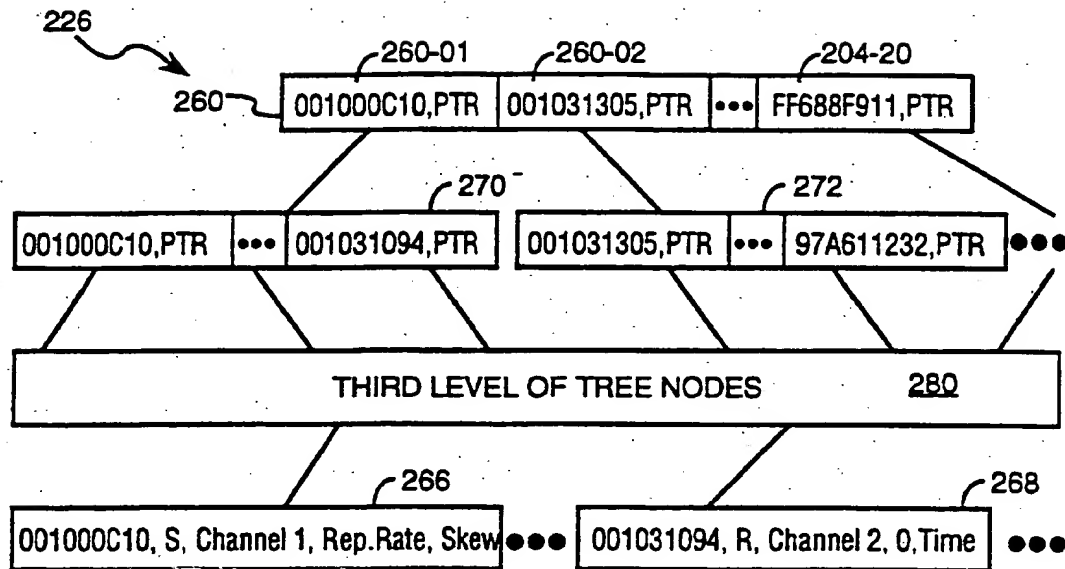 226
260-01 260-02 204-20
260
001000C10,PTR 001031305,PTR ●●● FF688F911,PTR
270 272
001000C10,PTR ●●● 001031094,PTR 001031305,PTR ●●● 97A611232,PTR ●●●
THIRD LEVEL OF TREE NODES 280
266 268
001000C10, S, Channel 1, Rep.Rate, Skew ●●● 001031094, R, Channel 2, 0,Time ●●●